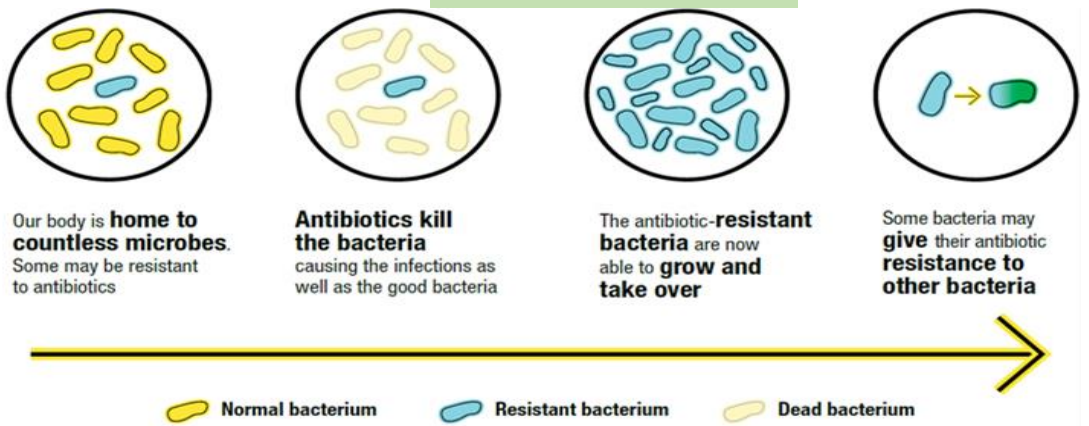 Our body is home to
countless microbes.
Some may be resistant
to antibiotics
Antibiotics kill
the bacteria
causing the infections as
well as the good bacteria
The antibiotic-resistant
bacteria are now
able to grow and
take over
Some bacteria may
give their antibiotic
resistance to
other bacteria
Normal bacterium
Resistant bacterium
Dead bacterium